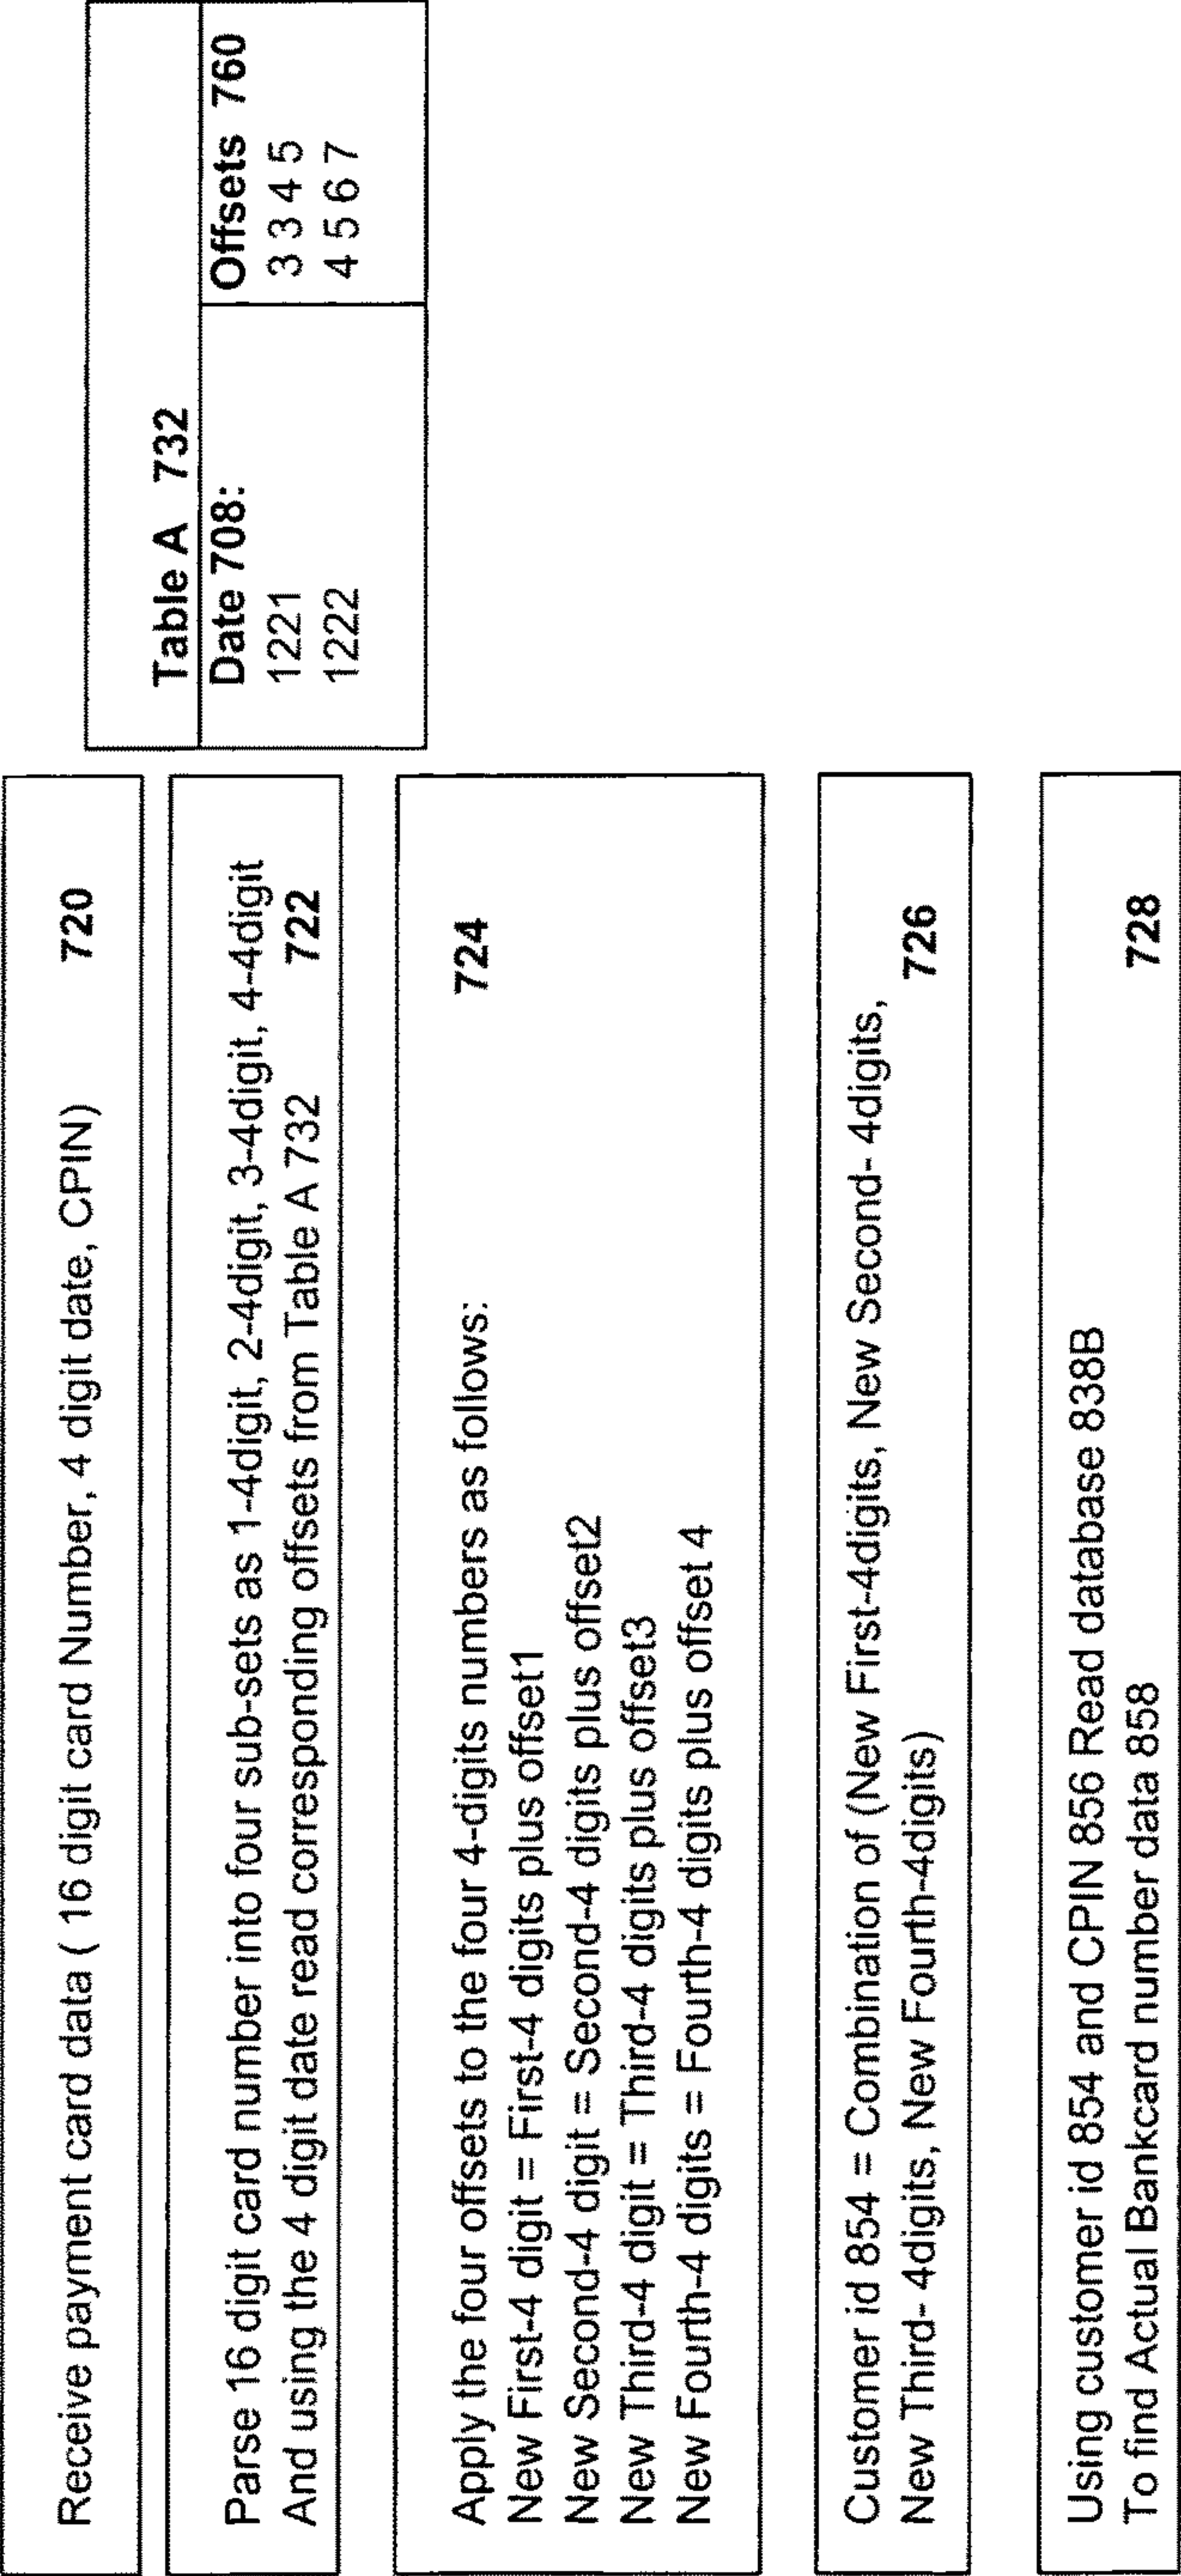 Receive payment card data ( 16 digit card Number, 4 digit date, CPIN) 720
Parse 16 digit card number into four sub-sets as 1-4digit, 2-4digit, 3-4digit, 4-4digit
And using the 4 digit date read corresponding offsets from Table A 732 722
Table A 732
Date 708: Offsets 760
1221 3 3 4 5
1222 4 5 6 7
Apply the four offsets to the four 4-digits numbers as follows: 724
New First-4 digit = First-4 digits plus offset1
New Second-4 digit = Second-4 digits plus offset2
New Third-4 digit = Third-4 digits plus offset3
New Fourth-4 digits = Fourth-4 digits plus offset 4
Customer id 854 = Combination of (New First-4digits, New Second- 4digits,
New Third- 4digits, New Fourth-4digits) 726
Using customer id 854 and CPIN 856 Read database 838B
To find Actual Bankcard number data 858 728